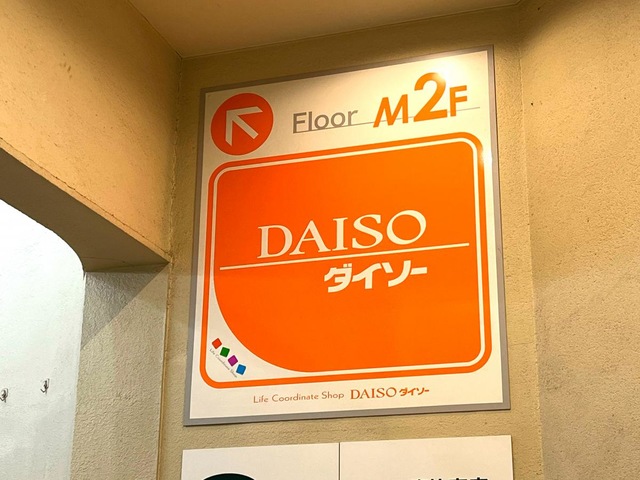 Floor M2F
DAISO
ダイソー
Life Coordinate Shop DAISO ダイソー